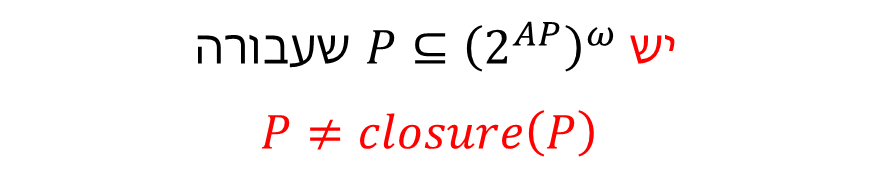 יש P ⊆ (2^{AP})^ω שעבורה
P ≠ closure(P)